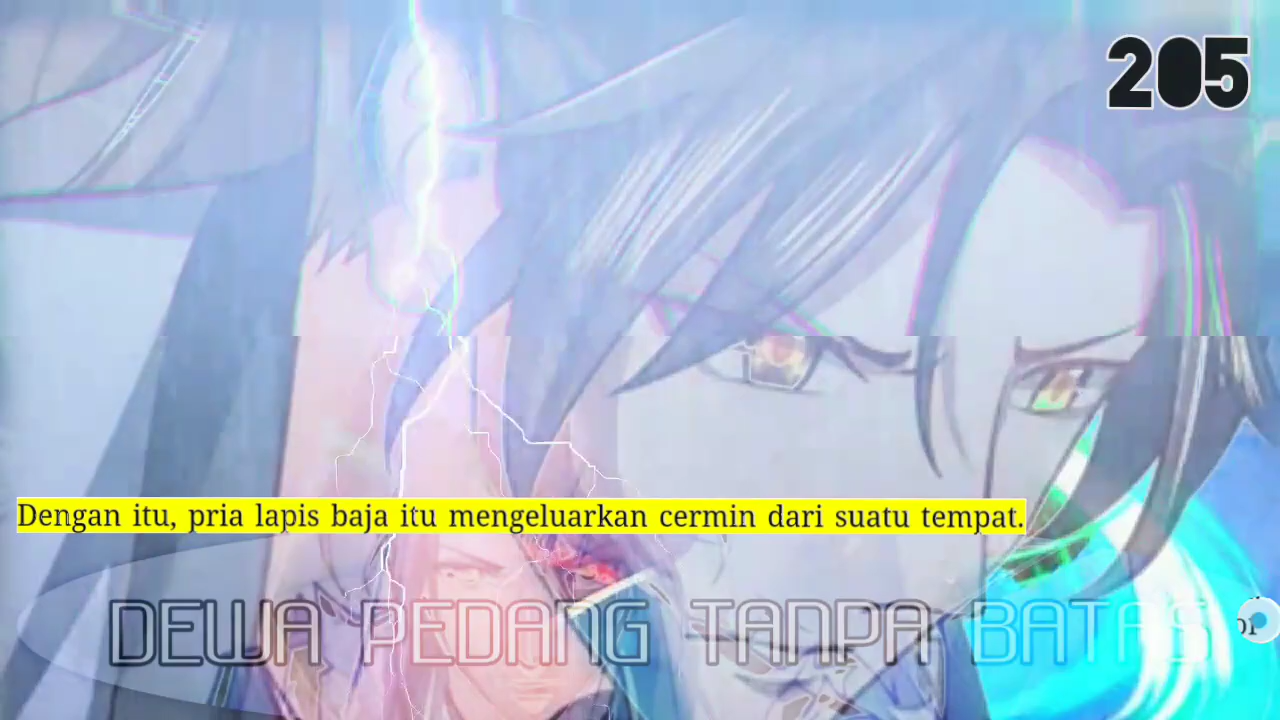 205
Dengan itu, pria lapis baja itu mengeluarkan cermin dari suatu tempat.
DEWA PEDANG TANPA BATAS